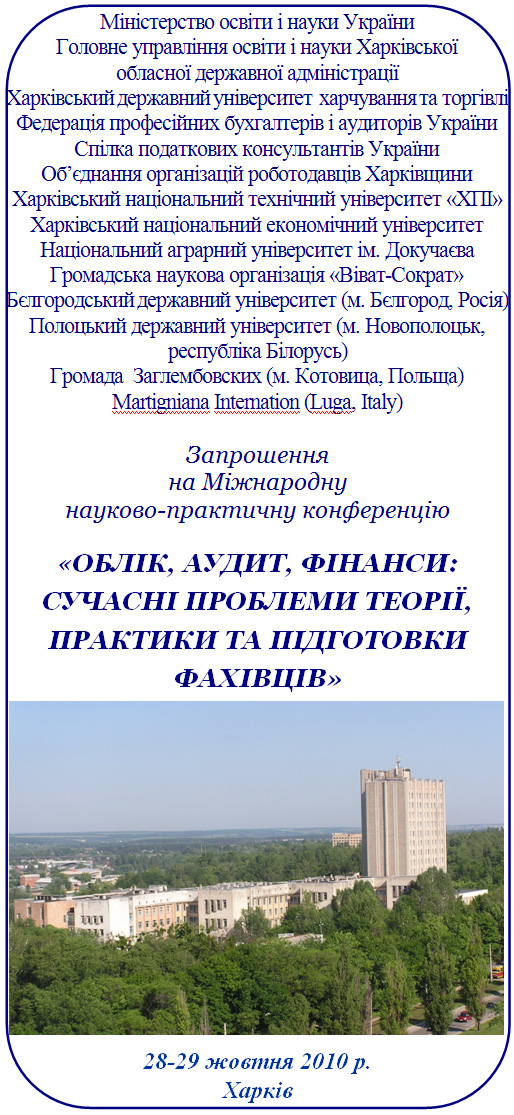 Міністерство освіти і науки України
Головне управління освіти і науки Харківської
обласної державної адміністрації
Харківський державний університет харчування та торгівлі
Федерація професійних бухгалтерів і аудиторів України
Спілка податкових консультантів України
Об’єднання організацій роботодавців Харківщини
Харківський національний технічний університет «ХПІ»
Харківський національний економічний університет
Національний аграрний університет ім. Докучаєва
Громадська наукова організація «Віват-Сократ»
Бєлгородський державний університет (м. Бєлгород, Росія)
Полоцький державний університет (м. Новополоцьк,
республіка Білорусь)
Громада Заглембовских (м. Котовица, Польща)
Martigniana Internation (Luga, Italy)
Запрошення
на Міжнародну
науково-практичну конференцію
«ОБЛІК, АУДИТ, ФІНАНСИ:
СУЧАСНІ ПРОБЛЕМИ ТЕОРІЇ,
ПРАКТИКИ ТА ПІДГОТОВКИ
ФАХІВЦІВ»
28-29 жовтня 2010 р.
Харків